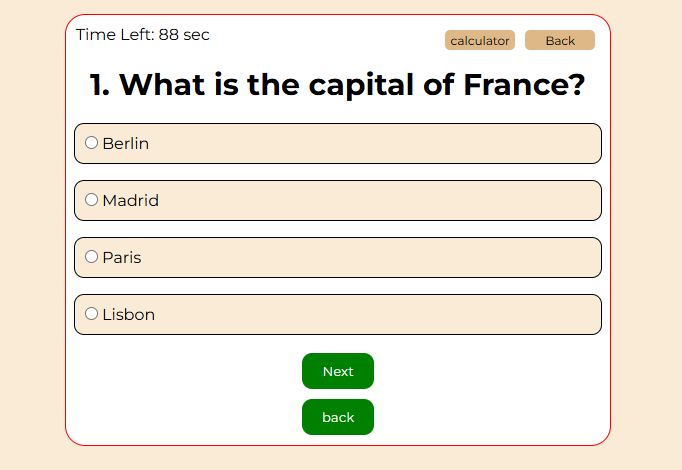 Time Left: 88 sec
calculator
Back
1. What is the capital of France?
Berlin
Madrid
Paris
Lisbon
Next
back